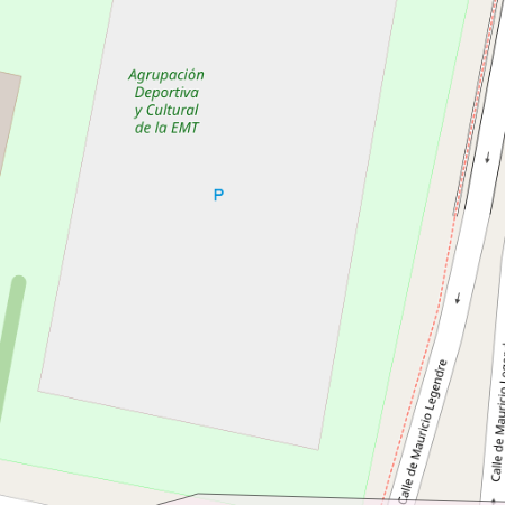 Agrupación
Deportiva
y Cultural
de la EMT
P
Calle de Mauricio Legendre
Calle de Mauricio